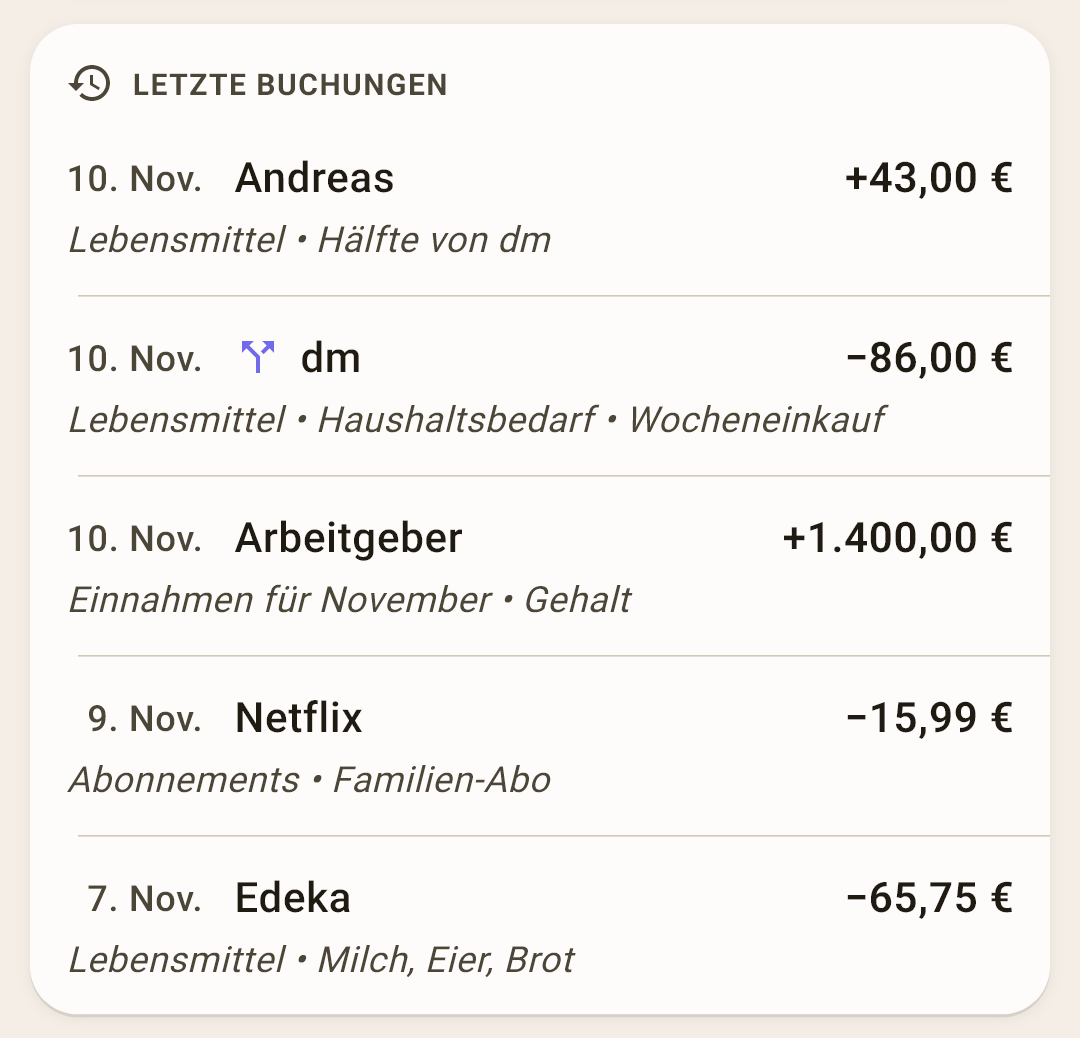 LETZTE BUCHUNGEN
10. Nov. Andreas +43,00 €
Lebensmittel • Hälfte von dm
10. Nov. dm −86,00 €
Lebensmittel • Haushaltsbedarf • Wocheneinkauf
10. Nov. Arbeitgeber +1.400,00 €
Einnahmen für November • Gehalt
9. Nov. Netflix −15,99 €
Abonnements • Familien-Abo
7. Nov. Edeka −65,75 €
Lebensmittel • Milch, Eier, Brot